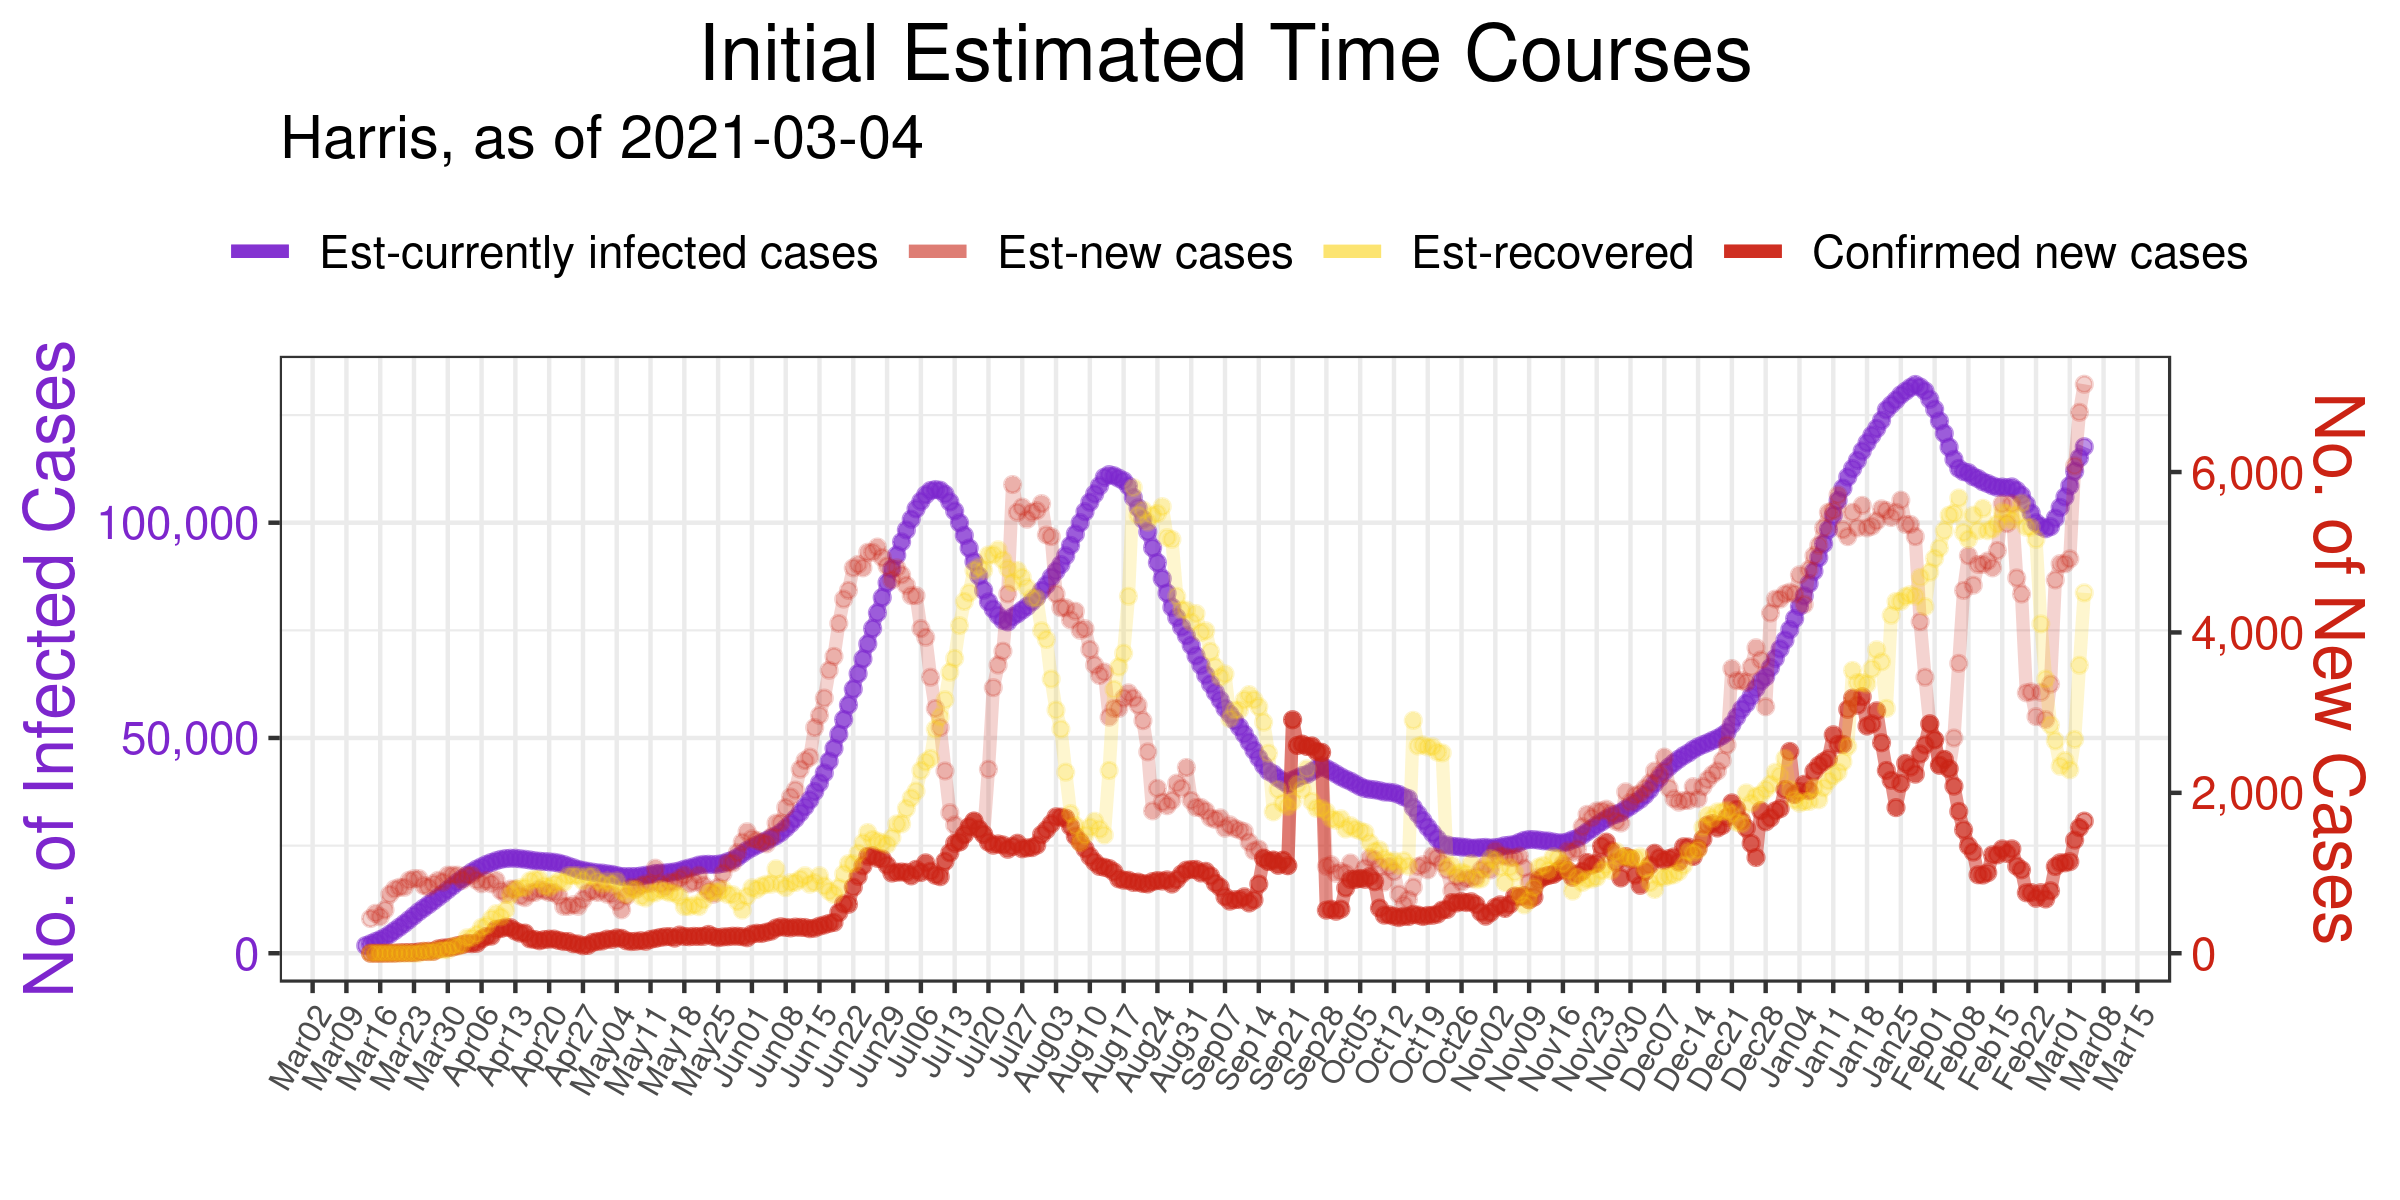 Initial Estimated Time Courses
Harris, as of 2021-03-04
Est-currently infected cases Est-new cases Est-recovered Confirmed new cases
No. of Infected Cases
100,000
50,000
0
6,000
4,000
2,000
0
No. of New Cases
Mar02 Mar09 Mar16 Mar23 Mar30 Apr06 Apr13 Apr20 Apr27 May04 May11 May18 May25 Jun01 Jun08 Jun15 Jun22 Jun29 Jul06 Jul13 Jul20 Jul27 Aug03 Aug10 Aug17 Aug24 Aug31 Sep07 Sep14 Sep21 Sep28 Oct05 Oct12 Oct19 Oct26 Nov02 Nov09 Nov16 Nov23 Nov30 Dec07 Dec14 Dec21 Dec28 Jan04 Jan11 Jan18 Jan25 Feb01 Feb08 Feb15 Feb22 Mar01 Mar08 Mar15